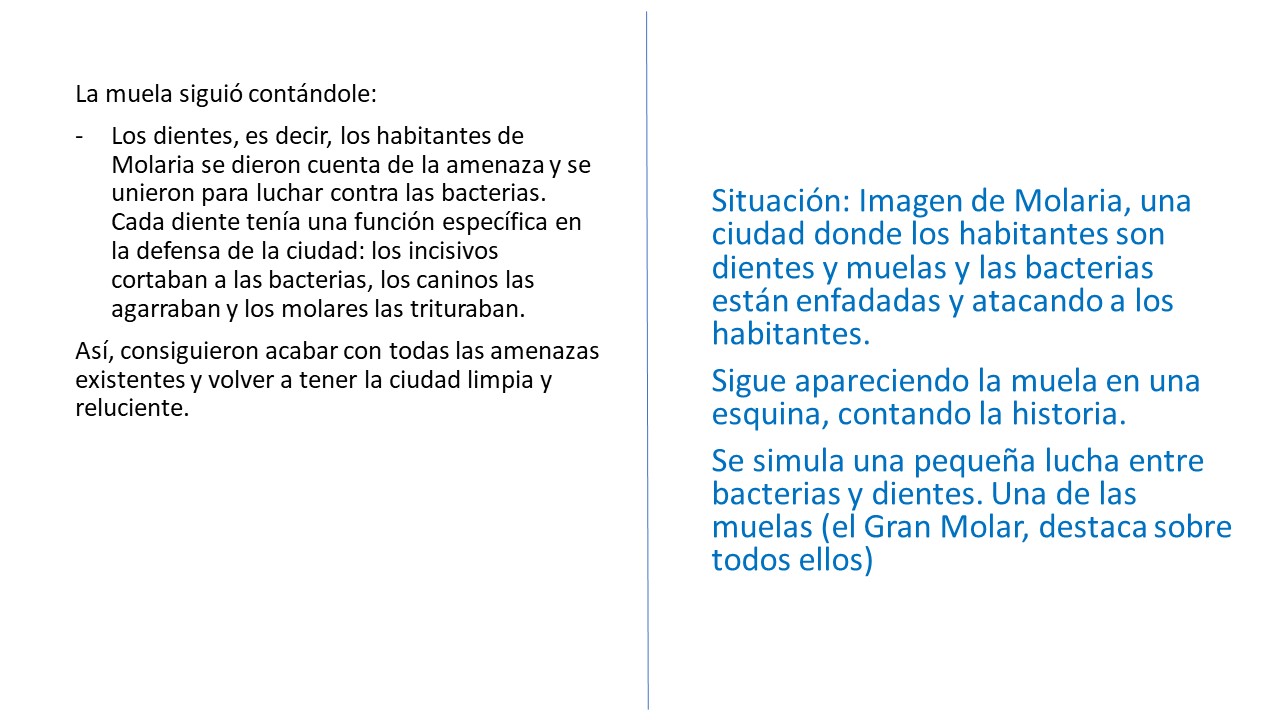 La muela siguió contándole:
- Los dientes, es decir, los habitantes de
Molaria se dieron cuenta de la amenaza y se
unieron para luchar contra las bacterias.
Cada diente tenía una función específica en
la defensa de la ciudad: los incisivos
cortaban a las bacterias, los caninos las
agarraban y los molares las trituraban.
Así, consiguieron acabar con todas las amenazas
existentes y volver a tener la ciudad limpia y
reluciente.
Situación: Imagen de Molaria, una
ciudad donde los habitantes son
dientes y muelas y las bacterias
están enfadadas y atacando a los
habitantes.
Sigue apareciendo la muela en una
esquina, contando la historia.
Se simula una pequeña lucha entre
bacterias y dientes. Una de las
muelas (el Gran Molar, destaca sobre
todos ellos)